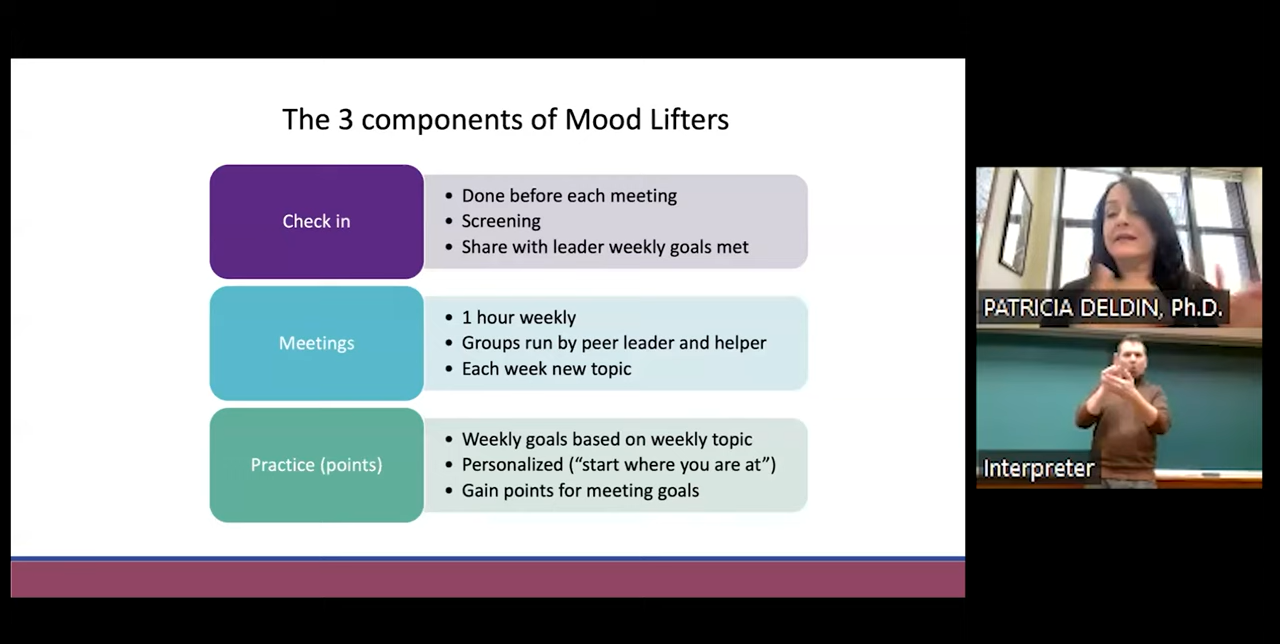 The 3 components of Mood Lifters
Check in
• Done before each meeting
• Screening
• Share with leader weekly goals met
Meetings
• 1 hour weekly
• Groups run by peer leader and helper
• Each week new topic
Practice (points)
• Weekly goals based on weekly topic
• Personalized (“start where you are at”)
• Gain points for meeting goals
PATRICIA DELDIN, Ph.D.
Interpreter